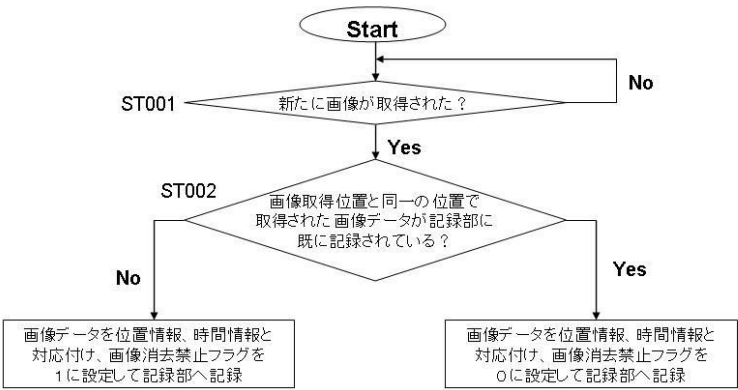 Start
No
ST001
新たに画像が取得された？
Yes
ST002
画像取得位置と同一の位置で
取得された画像データが記録部に
既に記録されている？
No
Yes
画像データを位置情報、時間情報と
対応付け、画像消去禁止フラグを
１に設定して記録部へ記録
画像データを位置情報、時間情報と
対応付け、画像消去禁止フラグを
０に設定して記録部へ記録